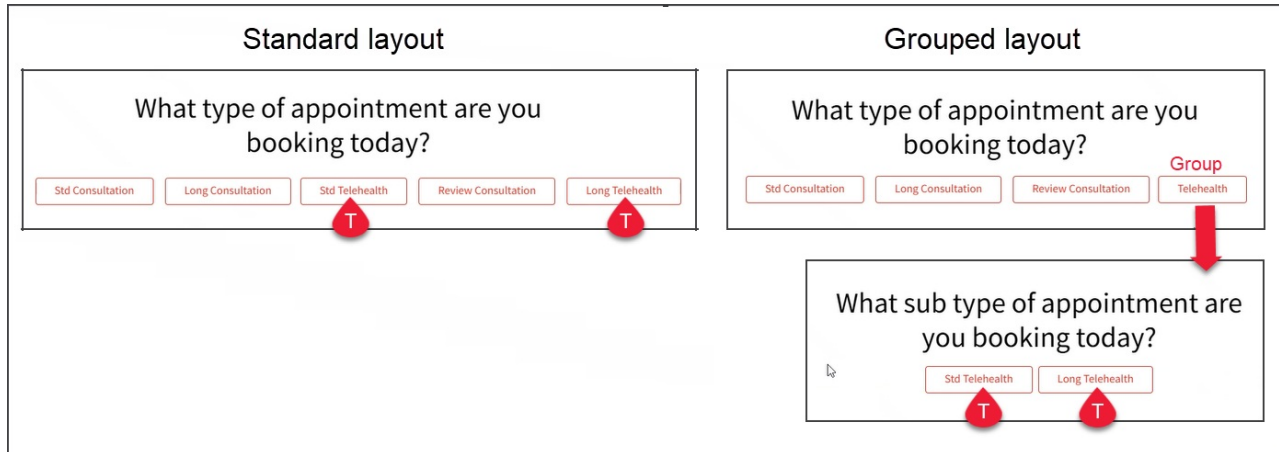 Standard layout
What type of appointment are you
booking today?
Std Consultation
Long Consultation
Std Telehealth
Review Consultation
Long Telehealth
T
T
Grouped layout
What type of appointment are you
booking today?
Group
Std Consultation
Long Consultation
Review Consultation
Telehealth
What sub type of appointment are
you booking today?
Std Telehealth
Long Telehealth
T
T